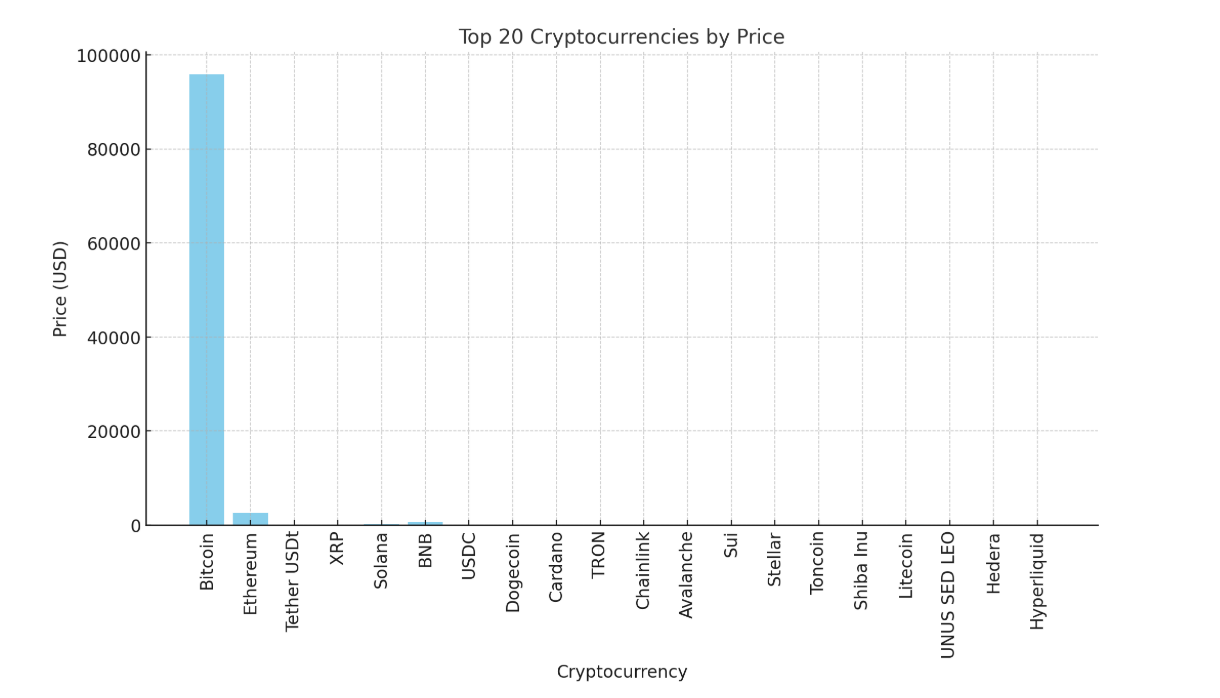 Top 20 Cryptocurrencies by Price
Price (USD)
100000
80000
60000
40000
20000
0
Bitcoin
Ethereum
Tether USDt
XRP
Solana
BNB
USDC
Dogecoin
Cardano
TRON
Chainlink
Avalanche
Sui
Stellar
Toncoin
Shiba Inu
Litecoin
UNUS SED LEO
Hedera
Hyperliquid
Cryptocurrency